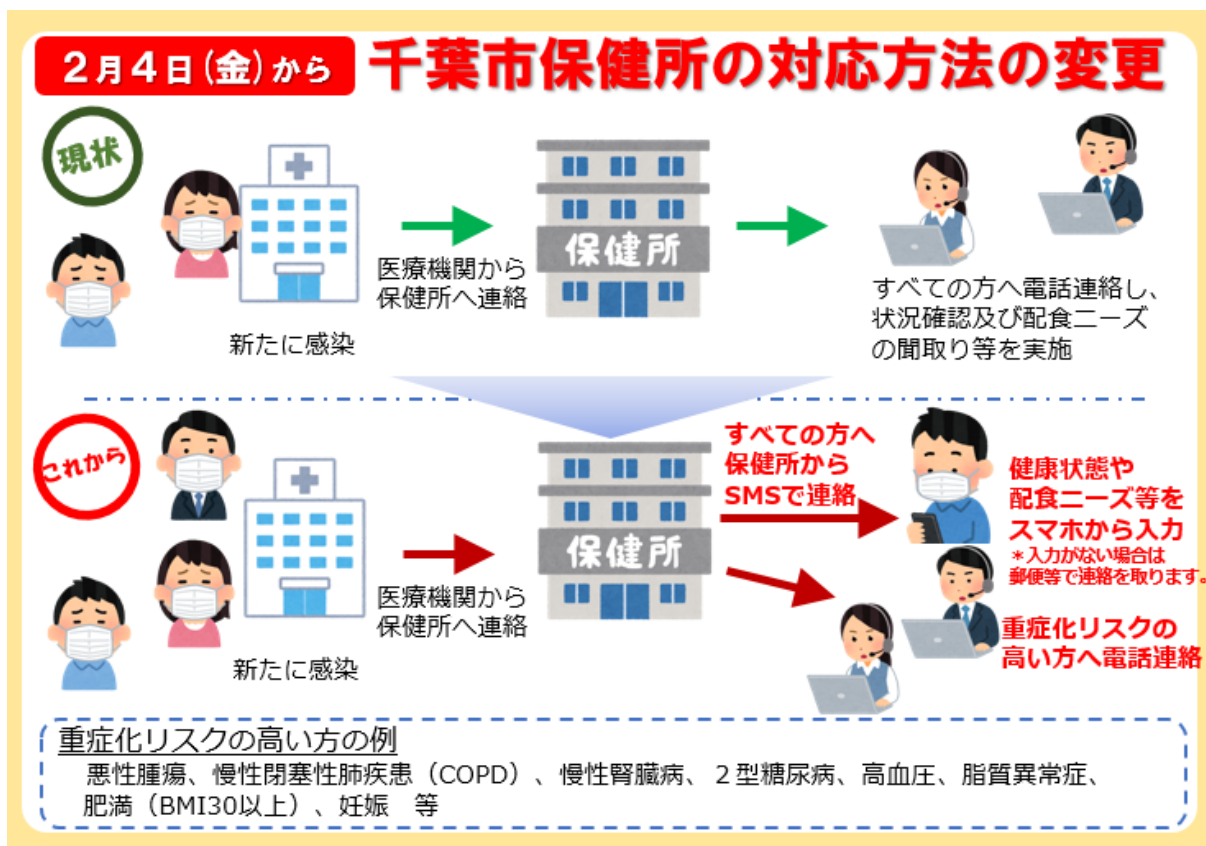 2月4日(金)から 千葉市保健所の対応方法の変更
現状
保健所
医療機関から
保健所へ連絡
新たに感染
すべての方へ電話連絡し、
状況確認及び配食ニーズ
の聞取り等を実施
これから
保健所
医療機関から
保健所へ連絡
新たに感染
すべての方へ
保健所から
SMSで連絡
健康状態や
配食ニーズ等を
スマホから入力
＊入力がない場合は
郵便等で連絡を取ります。
重症化リスクの
高い方へ電話連絡
重症化リスクの高い方の例
悪性腫瘍、慢性閉塞性肺疾患（COPD）、慢性腎臓病、２型糖尿病、高血圧、脂質異常症、
肥満（BMI30以上）、妊娠　等